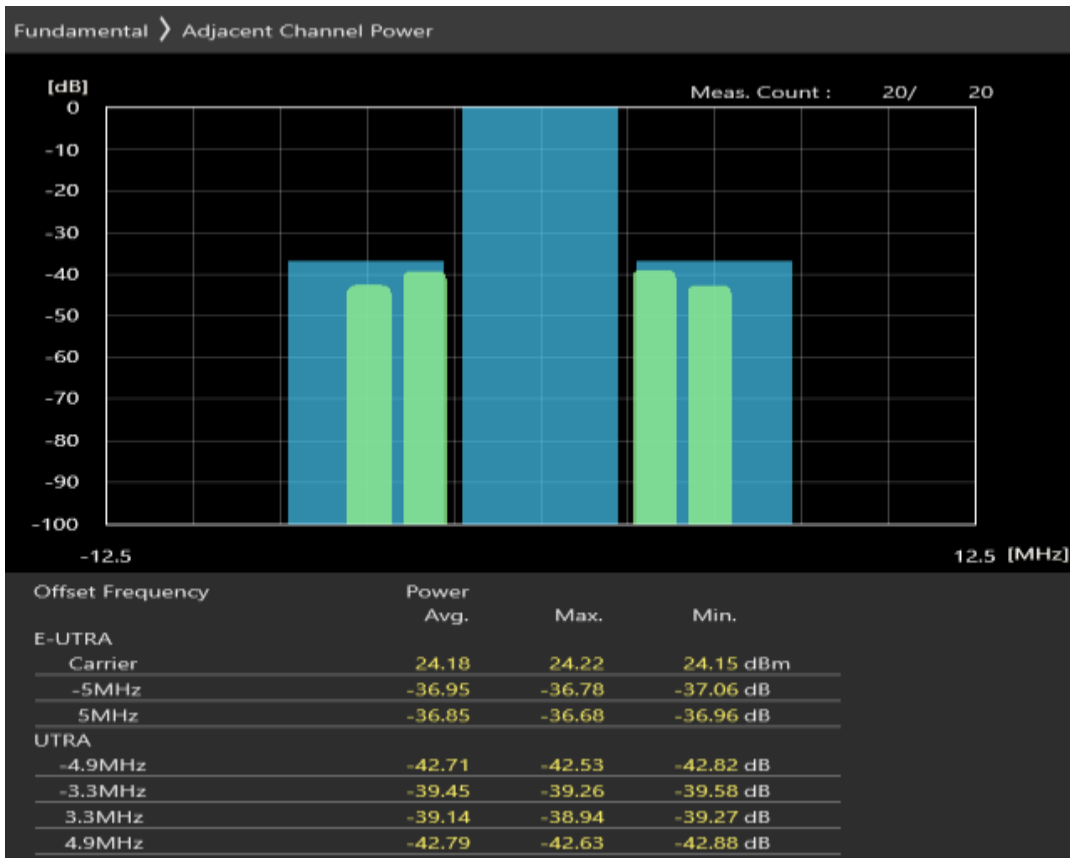 Fundamental 〉 Adjacent Channel Power
[dB]
Meas. Count : 20/ 20
0
-10
-20
-30
-40
-50
-60
-70
-80
-90
-100
-12.5 12.5 [MHz]
Offset Frequency Power
Avg. Max. Min.
E-UTRA
Carrier 24.18 24.22 24.15 dBm
-5MHz -36.95 -36.78 -37.06 dB
5MHz -36.85 -36.68 -36.96 dB
UTRA
-4.9MHz -42.71 -42.53 -42.82 dB
-3.3MHz -39.45 -39.26 -39.58 dB
3.3MHz -39.14 -38.94 -39.27 dB
4.9MHz -42.79 -42.63 -42.88 dB